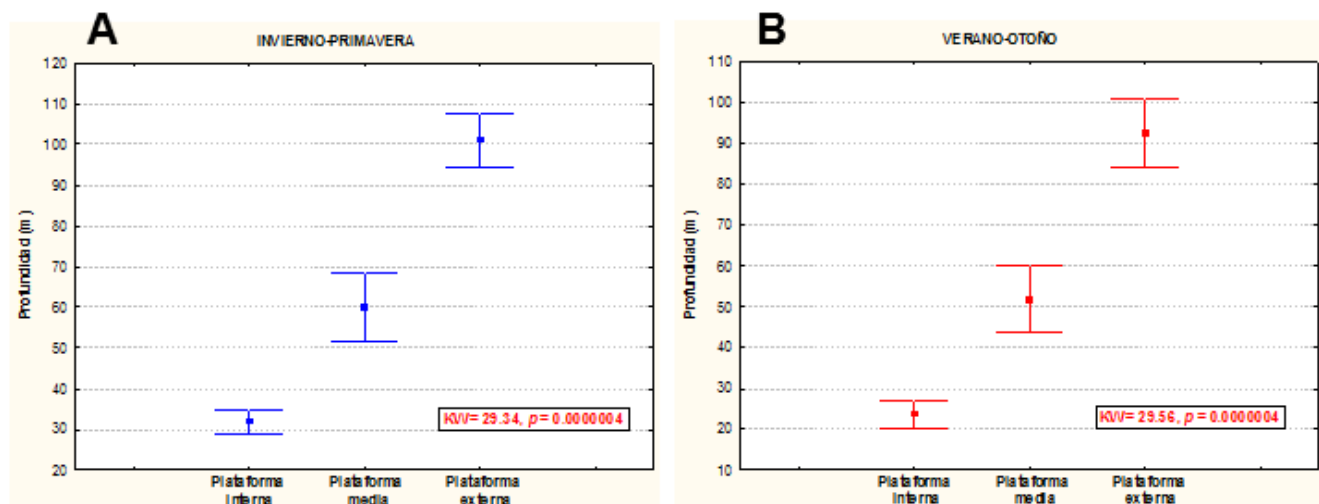 A
INVIERNO-PRIMAVERA
Profundidad (m)
120
110
100
90
80
70
60
50
40
30
20
KW= 29.34, p = 0.0000004
Plataforma interna
Plataforma media
Plataforma externa
B
VERANO-OTOÑO
Profundidad (m)
110
100
90
80
70
60
50
40
30
20
10
KW= 29.56, p = 0.0000004
Plataforma interna
Plataforma media
Plataforma externa